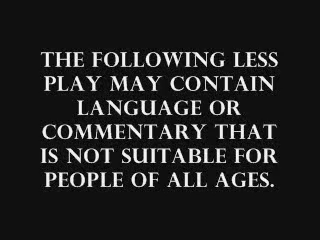 THE FOLLOWING LESS
PLAY MAY CONTAIN
LANGUAGE OR
COMMENTARY THAT
IS NOT SUITABLE FOR
PEOPLE OF ALL AGES.